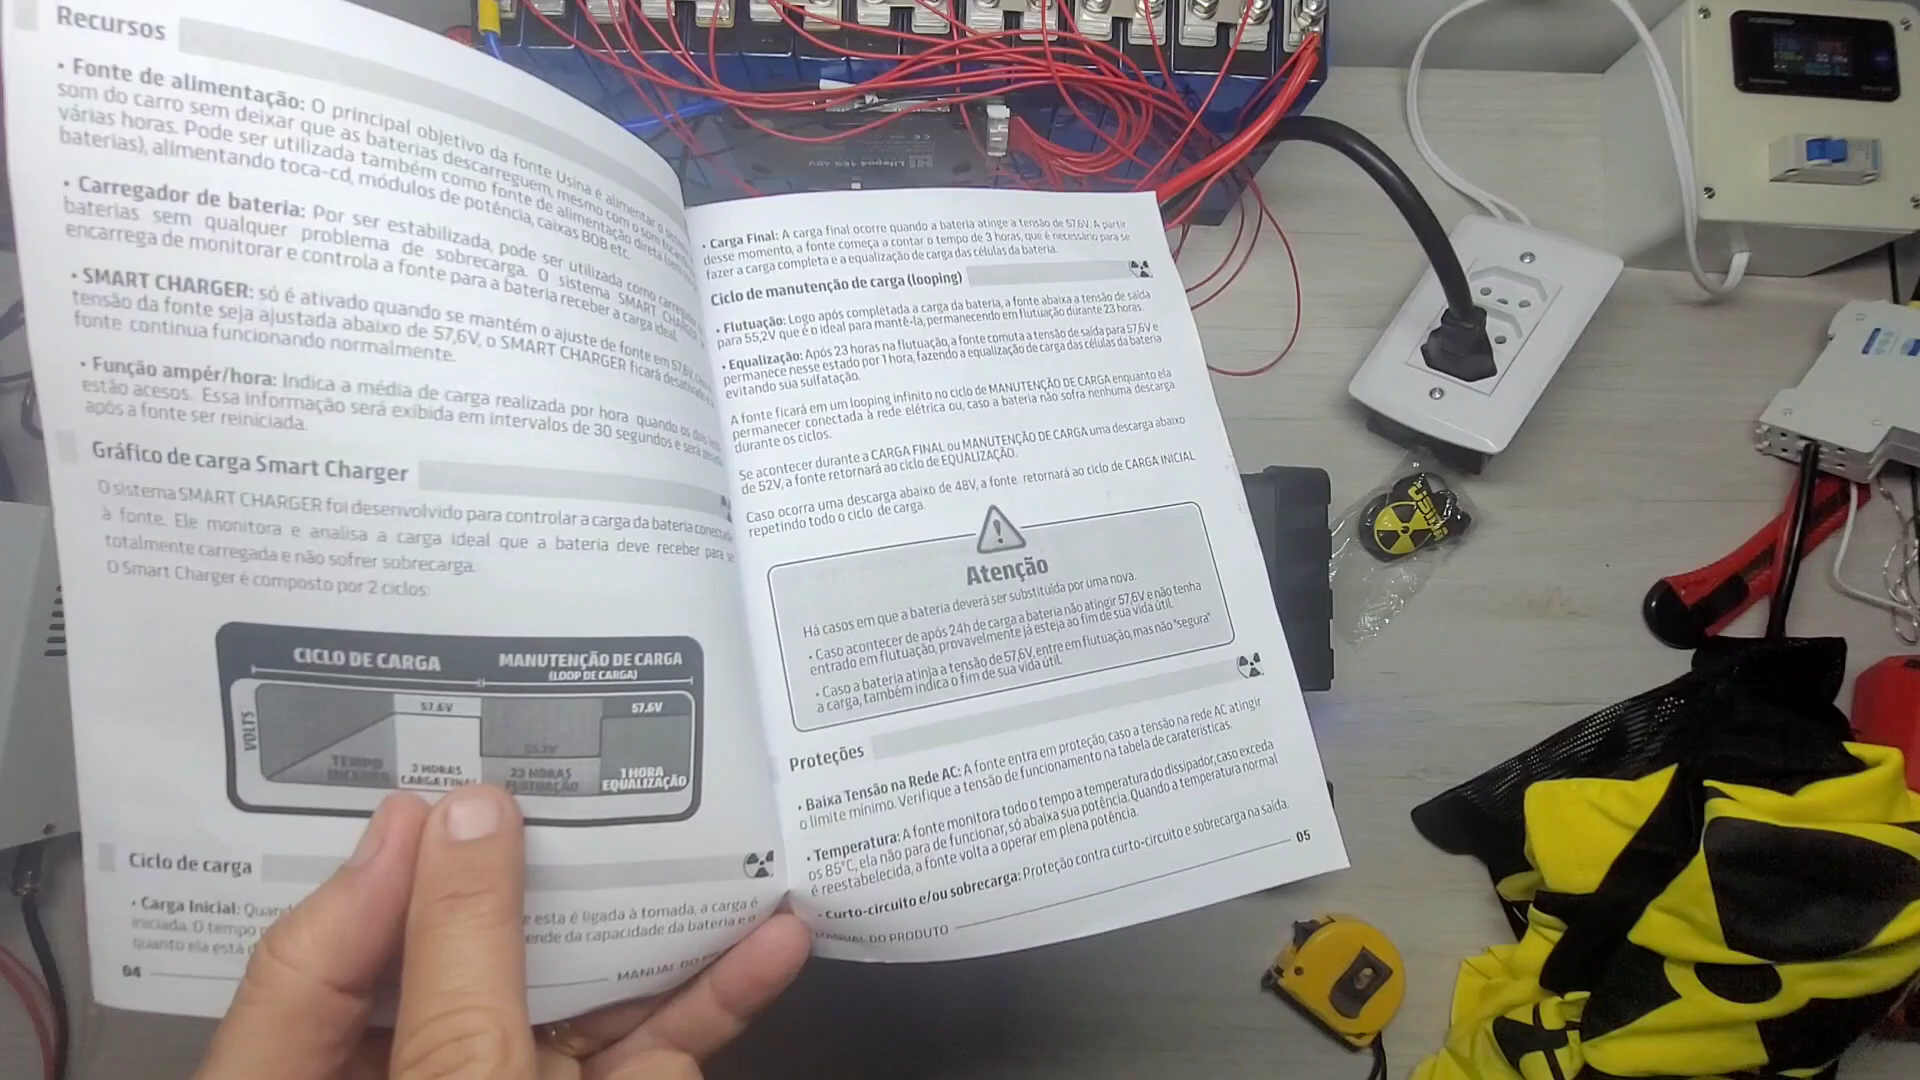 Recursos
• Fonte de alimentação: O principal objetivo da fonte Usina é alimentar o
som do carro sem deixar que as baterias descarreguem, mesmo com o som
várias horas. Pode ser utilizada também como fonte de alimentação direta (sem
baterias), alimentando toca-cd, módulos de potência, caixas BOB etc.
• Carregador de bateria: Por ser estabilizada, pode ser utilizada como
baterias sem qualquer problema de sobrecarga. O sistema SMART CHARGER
encarrega de monitorar e controla a fonte para a bateria receber a carga ideal.
• SMART CHARGER: só é ativado quando se mantém o ajuste de fonte em 57,6V,
tensão da fonte seja ajustada abaixo de 57,6V, o SMART CHARGER ficará
fonte continua funcionando normalmente.
• Função ampér/hora: Indica a média de carga realizada por hora quando os
estão acesos. Essa informação será exibida em intervalos de 30 segundos e será
após a fonte ser reiniciada.
Gráfico de carga Smart Charger
O sistema SMART CHARGER foi desenvolvido para controlar a carga da bateria
à fonte. Ele monitora e analisa a carga ideal que a bateria deve receber para
totalmente carregada e não sofrer sobrecarga.
O Smart Charger é composto por 2 ciclos:
CICLO DE CARGA
MANUTENÇÃO DE CARGA
(LOOP DE CARGA)
VOLTS
57.6V
57.6V
TEMPO
3 HORAS
CARGA FINAL
23 HORAS
FLUTUAÇÃO
1 HORA
EQUALIZAÇÃO
Ciclo de carga
• Carga Inicial: e esta é ligada à tomada, a carga é
iniciada. O tempo da capacidade da bateria e o
quanto ela está
04
MANUAL DO
• Carga Final: A carga final ocorre quando a bateria atinge a tensão de 57,6V. A partir
desse momento, a fonte começa a contar o tempo de 3 horas, que é necessário para se
fazer a carga completa e a equalização de carga das células da bateria.
Ciclo de manutenção de carga (looping)
• Flutuação: Logo após completada a carga da bateria, a fonte abaixa a tensão de saída
para 55,2V que é o ideal para mantê-la, permanecendo em flutuação durante 23 horas.
• Equalização: Após 23 horas na flutuação, a fonte comuta a tensão de saída para 57,6V e
permanece nesse estado por 1 hora, fazendo a equalização de carga das células da bateria
evitando sua sulfatação.
A fonte ficará em um looping infinito no ciclo de MANUTENÇÃO DE CARGA enquanto ela
permanecer conectada à rede elétrica ou, caso a bateria não sofra nenhuma descarga
durante os ciclos.
Se acontecer durante a CARGA FINAL ou MANUTENÇÃO DE CARGA uma descarga abaixo
de 52V, a fonte retornará ao ciclo de EQUALIZAÇÃO.
Caso ocorra uma descarga abaixo de 48V, a fonte retornará ao ciclo de CARGA INICIAL
repetindo todo o ciclo de carga.
Atenção
Há casos em que a bateria deverá ser substituída por uma nova.
• Caso acontecer de após 24h de carga a bateria não atingir 57,6V e não tenha
entrado em flutuação, provavelmente já esteja ao fim de sua vida útil.
• Caso a bateria atinja a tensão de 57,6V, entre em flutuação, mas não "segura"
a carga, também indica o fim de sua vida útil.
Proteções
• Baixa Tensão na Rede AC: A fonte entra em proteção, caso a tensão na rede AC atingir
o limite mínimo. Verifique a tensão de funcionamento na tabela de caraterísticas.
• Temperatura: A fonte monitora todo o tempo a temperatura do dissipador, caso exceda
os 85°C, ela não para de funcionar, só abaixa sua potência. Quando a temperatura normal
é reestabelecida, a fonte volta a operar em plena potência.
• Curto-circuito e/ou sobrecarga: Proteção contra curto-circuito e sobrecarga na saída.
MANUAL DO PRODUTO
05
Lifepo4 16S 48V
USINA